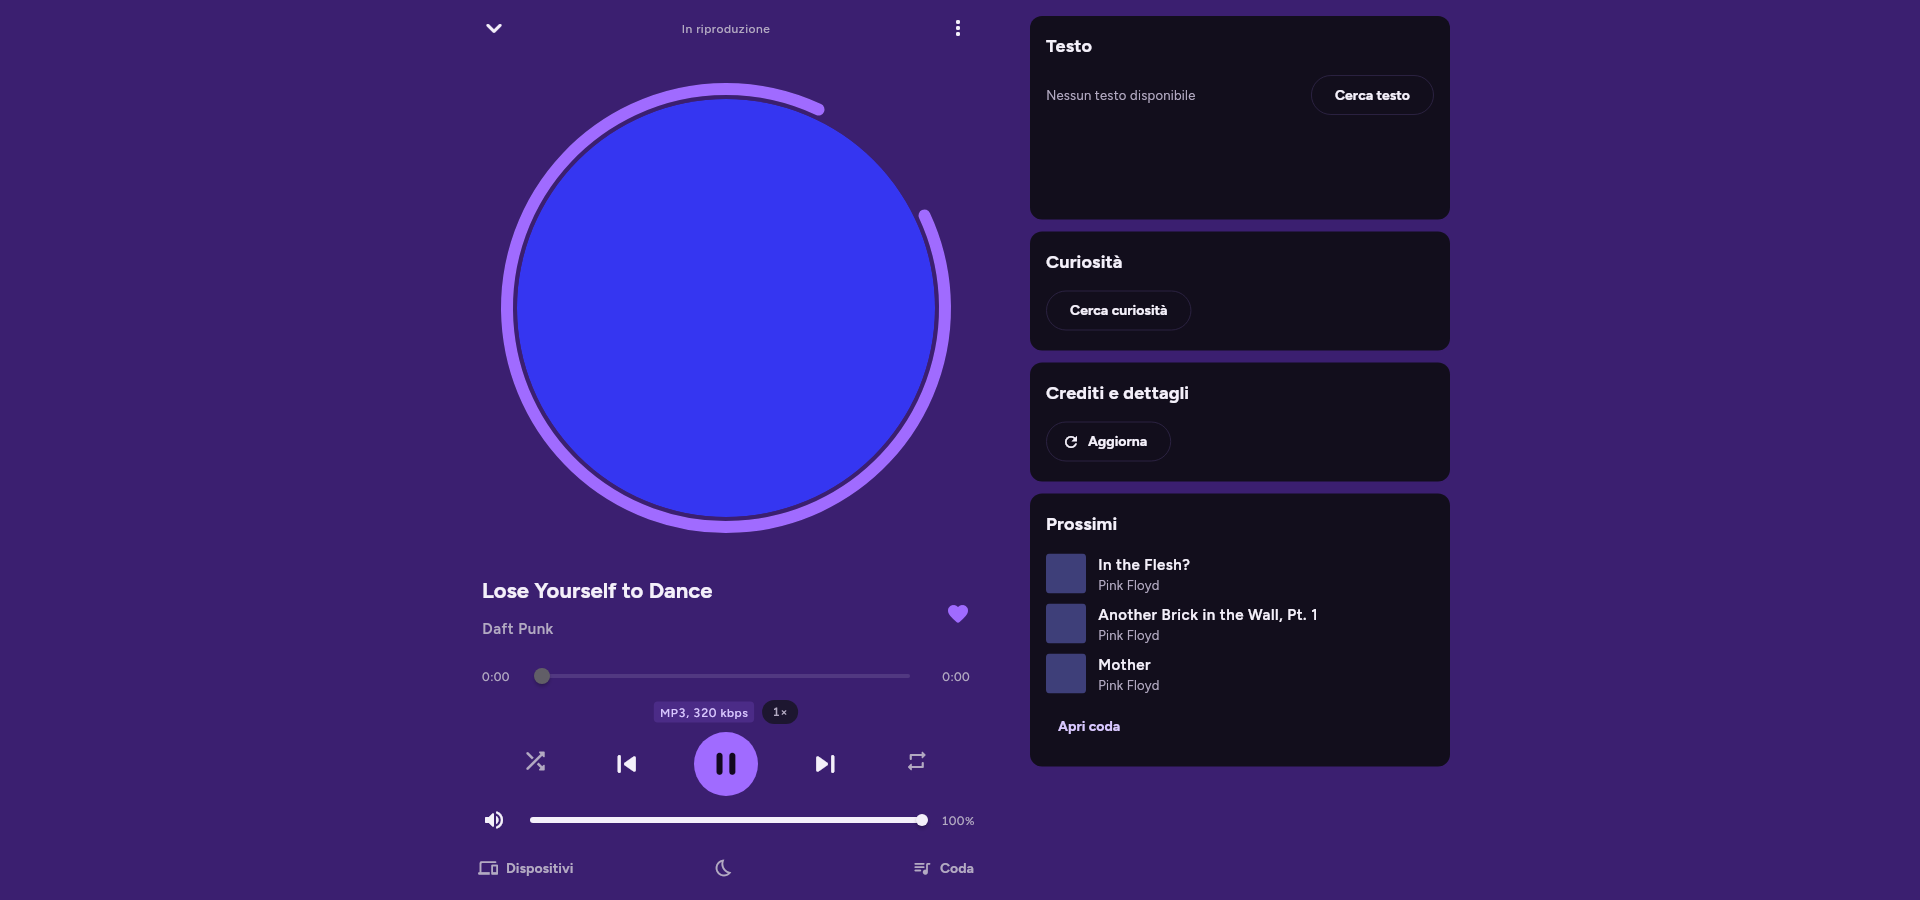 In riproduzione
Lose Yourself to Dance
Daft Punk
0:00
0:00
MP3, 320 kbps
1×
100%
Dispositivi
Coda
Testo
Nessun testo disponibile
Cerca testo
Curiosità
Cerca curiosità
Crediti e dettagli
Aggiorna
Prossimi
In the Flesh?
Pink Floyd
Another Brick in the Wall, Pt. 1
Pink Floyd
Mother
Pink Floyd
Apri coda